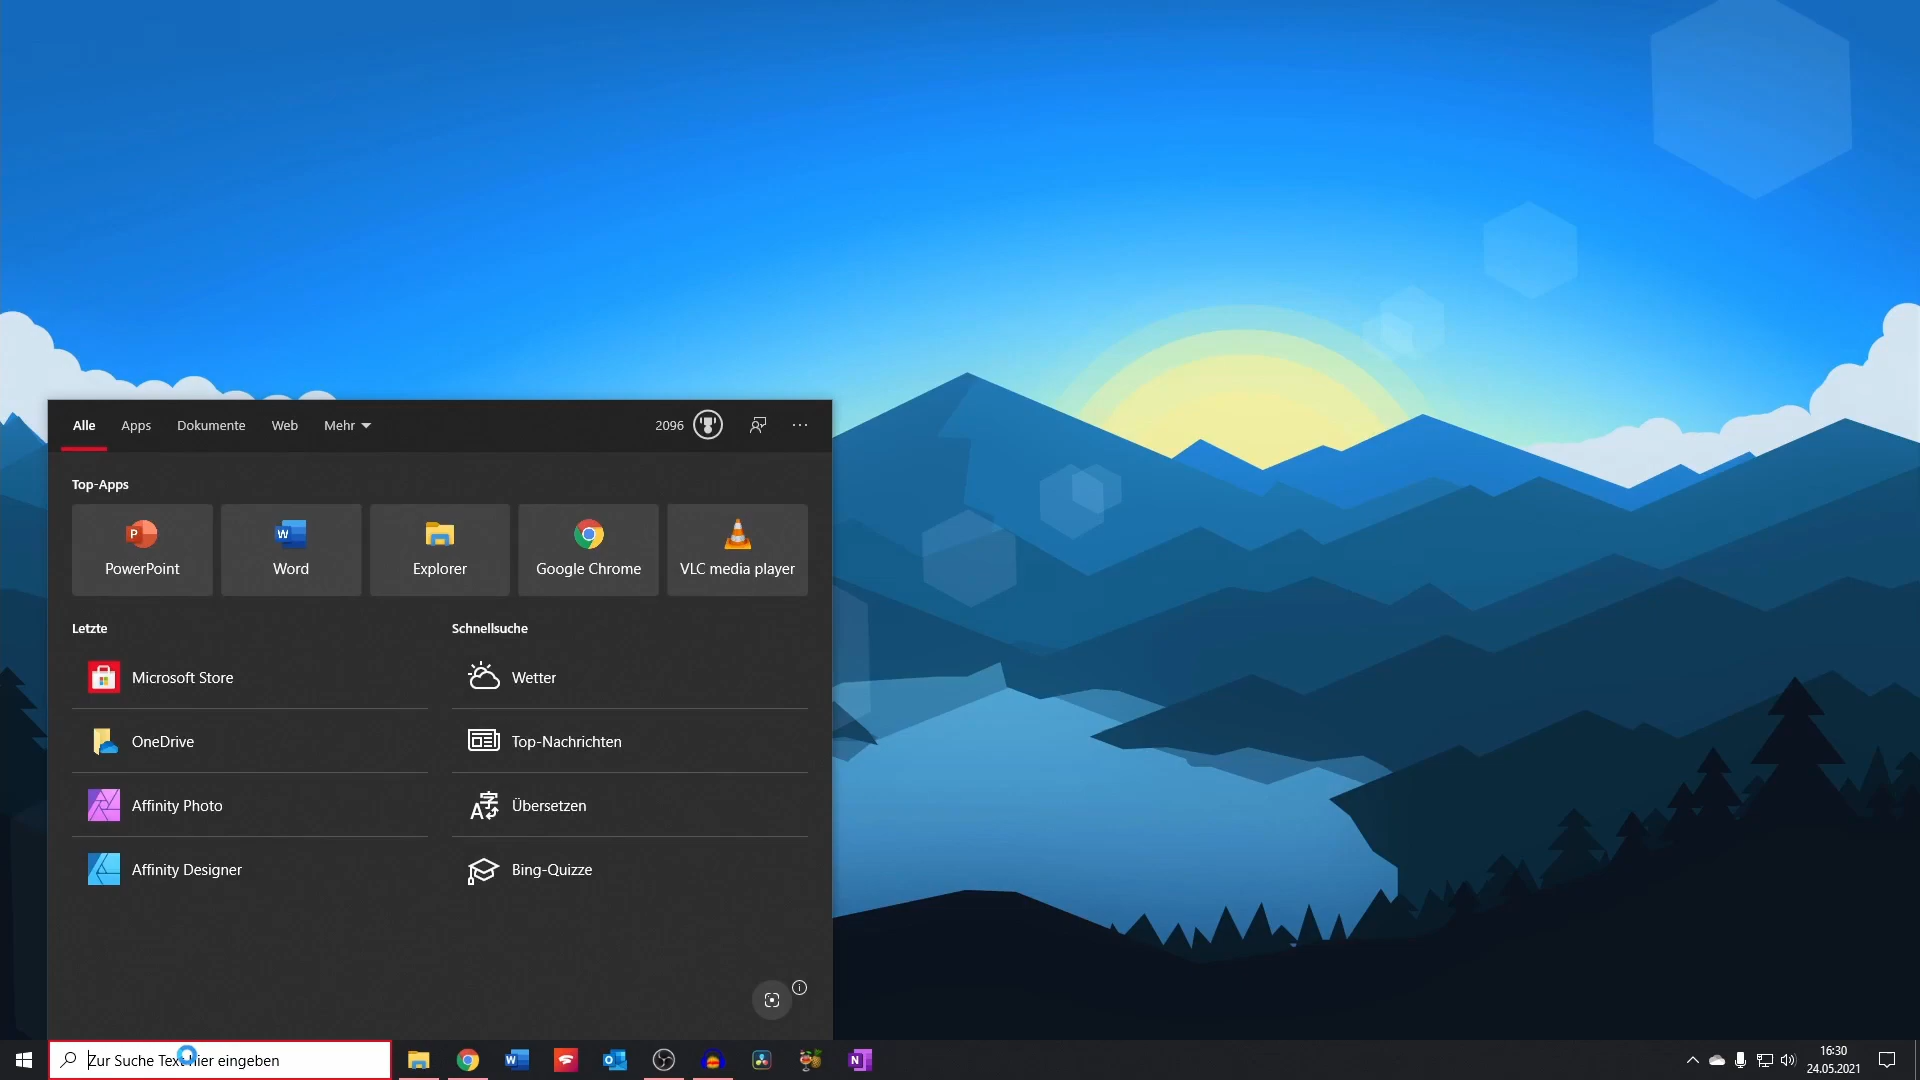 Alle Apps Dokumente Web Mehr 2096
Top-Apps
PowerPoint Word Explorer Google Chrome VLC media player
Letzte
Microsoft Store
OneDrive
Affinity Photo
Affinity Designer
Schnellsuche
Wetter
Top-Nachrichten
Übersetzen
Bing-Quizze
Zur Suche Text hier eingeben
16:30
24.05.2021